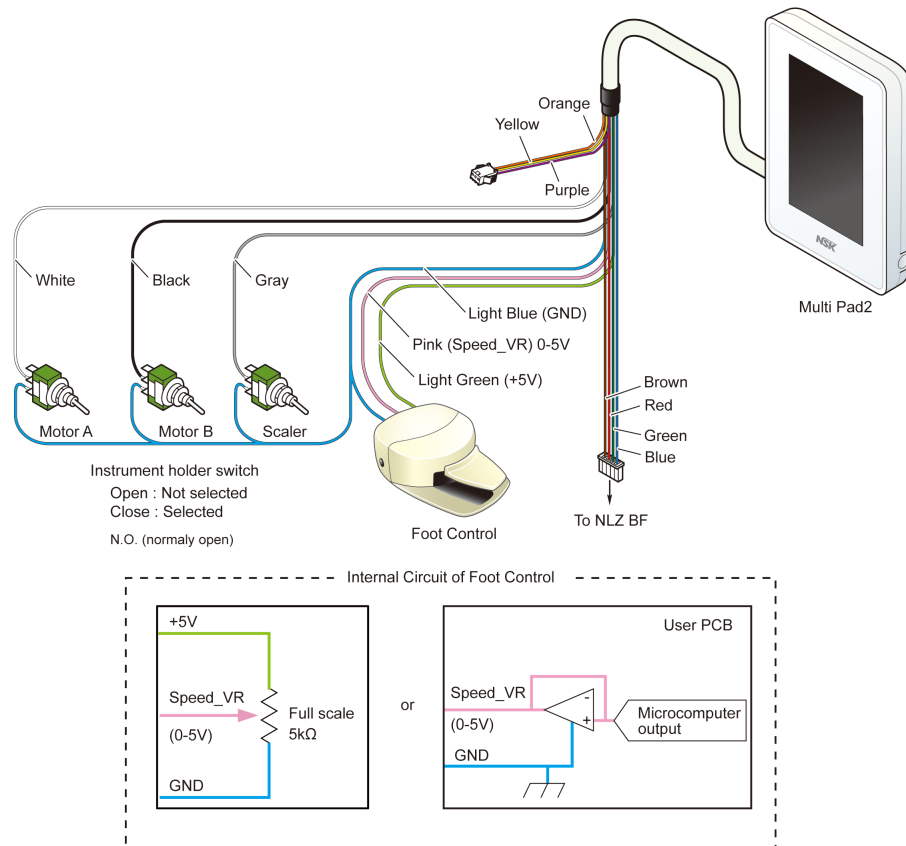 Orange
Yellow
Purple
NSK
Multi Pad2
White
Black
Gray
Light Blue (GND)
Pink (Speed_VR) 0-5V
Light Green (+5V)
Brown
Red
Green
Blue
Motor A
Motor B
Scaler
Instrument holder switch
Open : Not selected
Close : Selected
N.O. (normaly open)
Foot Control
To NLZ BF
Internal Circuit of Foot Control
+5V
Speed_VR
(0-5V)
Full scale
5kΩ
GND
or
User PCB
Speed_VR
(0-5V)
-
+
Microcomputer
output
GND